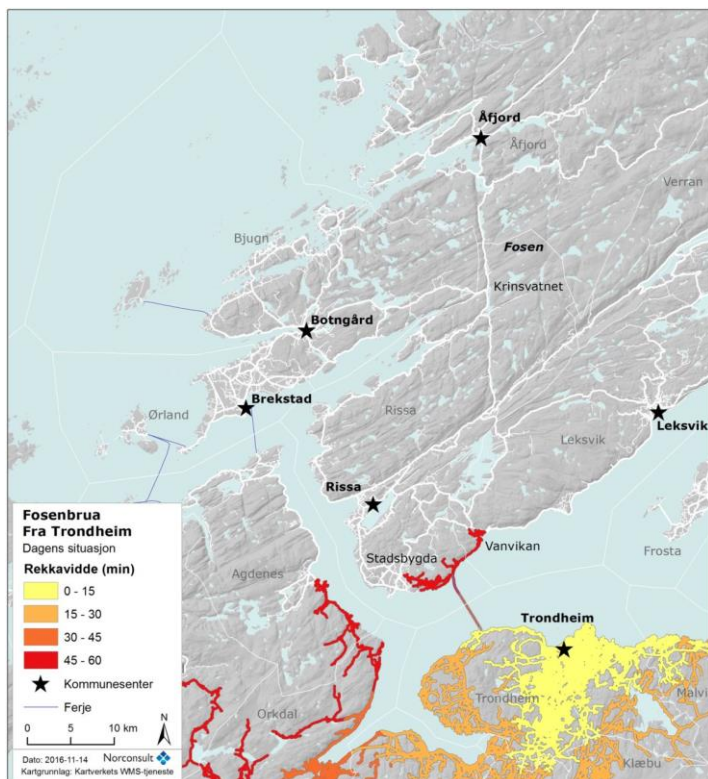 Åfjord
Åfjord
Verran
Bjugn
Fosen
Krinsvatnet
Botngård
Brekstad
Ørland
Rissa
Leksvik
Leksvik
Rissa
Vanvikan
Stadsbygda
Frosta
Agdenes
Trondheim
Trondheim
Malvi
Orkdal
Klæbu
Fosenbrua
Fra Trondheim
Dagens situasjon
Rekkavidde (min)
0 - 15
15 - 30
30 - 45
45 - 60
Kommunesenter
Ferje
0 5 10 km
N
Dato: 2016-11-14 Norconsult
Kartgrunnlag: Kartverkets WMS-tjeneste